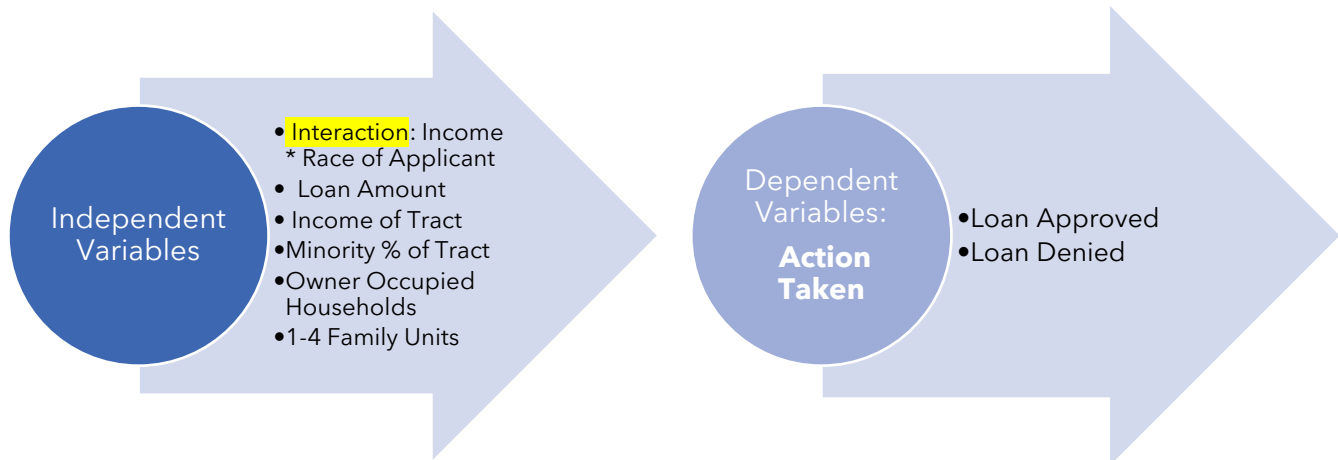 Independent
Variables
• Interaction: Income
* Race of Applicant
• Loan Amount
• Income of Tract
•Minority % of Tract
•Owner Occupied
Households
•1-4 Family Units
Dependent
Variables:
Action
Taken
•Loan Approved
•Loan Denied